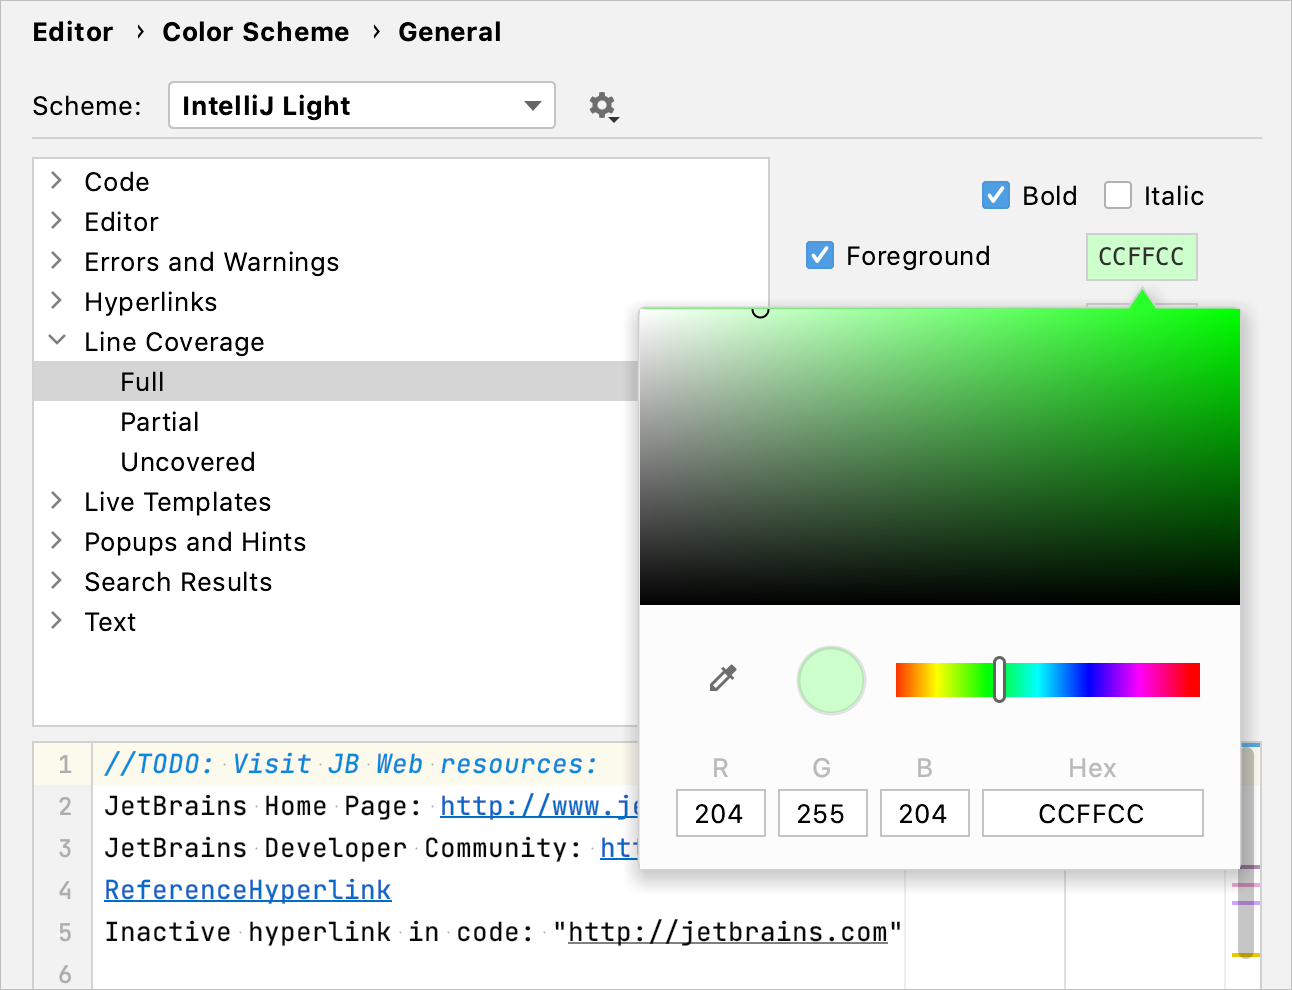 Editor › Color Scheme › General
Scheme: IntelliJ Light
Code
Editor
Errors and Warnings
Hyperlinks
Line Coverage
Full
Partial
Uncovered
Live Templates
Popups and Hints
Search Results
Text
Bold Italic
Foreground CCFFCC
R G B Hex
204 255 204 CCFFCC
1 //TODO: Visit JB Web resources:
2 JetBrains Home Page: http://www.je
3 JetBrains Developer Community: htt
4 ReferenceHyperlink
5 Inactive hyperlink in code: "http://jetbrains.com"
6